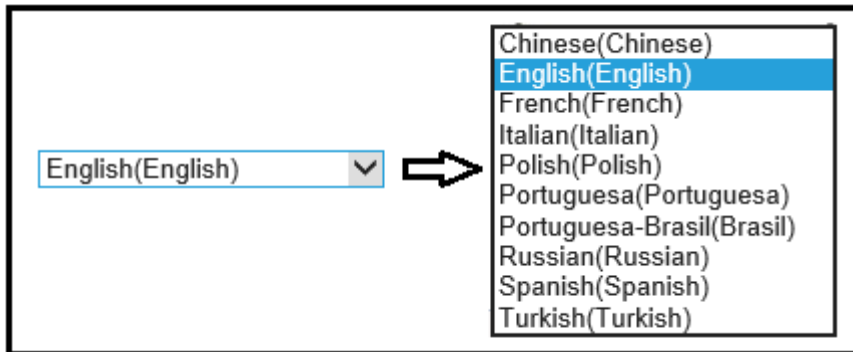 English(English)
Chinese(Chinese)
English(English)
French(French)
Italian(Italian)
Polish(Polish)
Portuguesa(Portuguesa)
Portuguesa-Brasil(Brasil)
Russian(Russian)
Spanish(Spanish)
Turkish(Turkish)